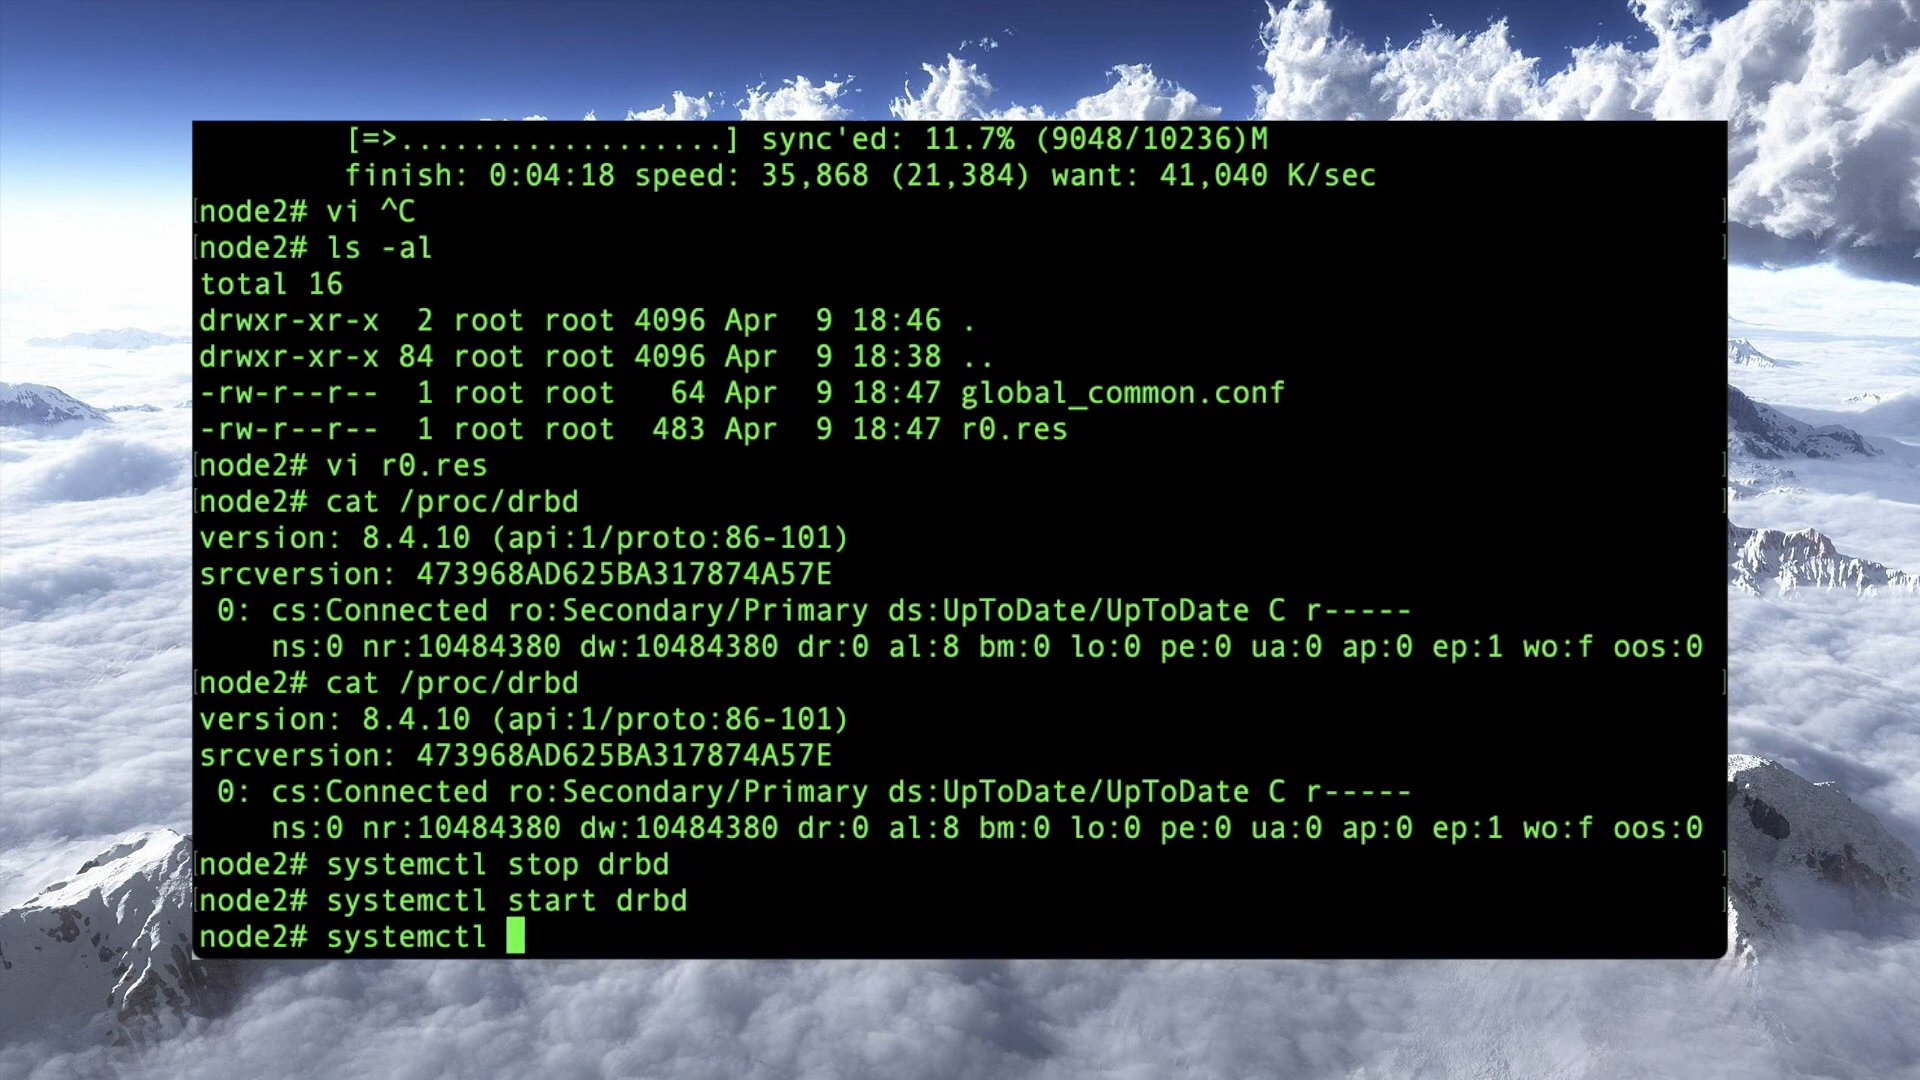 [=>..................] sync'ed: 11.7% (9048/10236)M
finish: 0:04:18 speed: 35,868 (21,384) want: 41,040 K/sec
[node2# vi ^C ]
[node2# ls -al ]
total 16
drwxr-xr-x  2 root root 4096 Apr  9 18:46 .
drwxr-xr-x 84 root root 4096 Apr  9 18:38 ..
-rw-r--r--  1 root root   64 Apr  9 18:47 global_common.conf
-rw-r--r--  1 root root  483 Apr  9 18:47 r0.res
[node2# vi r0.res ]
[node2# cat /proc/drbd ]
version: 8.4.10 (api:1/proto:86-101)
srcversion: 473968AD625BA317874A57E
 0: cs:Connected ro:Secondary/Primary ds:UpToDate/UpToDate C r-----
    ns:0 nr:10484380 dw:10484380 dr:0 al:8 bm:0 lo:0 pe:0 ua:0 ap:0 ep:1 wo:f oos:0
[node2# cat /proc/drbd ]
version: 8.4.10 (api:1/proto:86-101)
srcversion: 473968AD625BA317874A57E
 0: cs:Connected ro:Secondary/Primary ds:UpToDate/UpToDate C r-----
    ns:0 nr:10484380 dw:10484380 dr:0 al:8 bm:0 lo:0 pe:0 ua:0 ap:0 ep:1 wo:f oos:0
[node2# systemctl stop drbd ]
[node2# systemctl start drbd ]
node2# systemctl